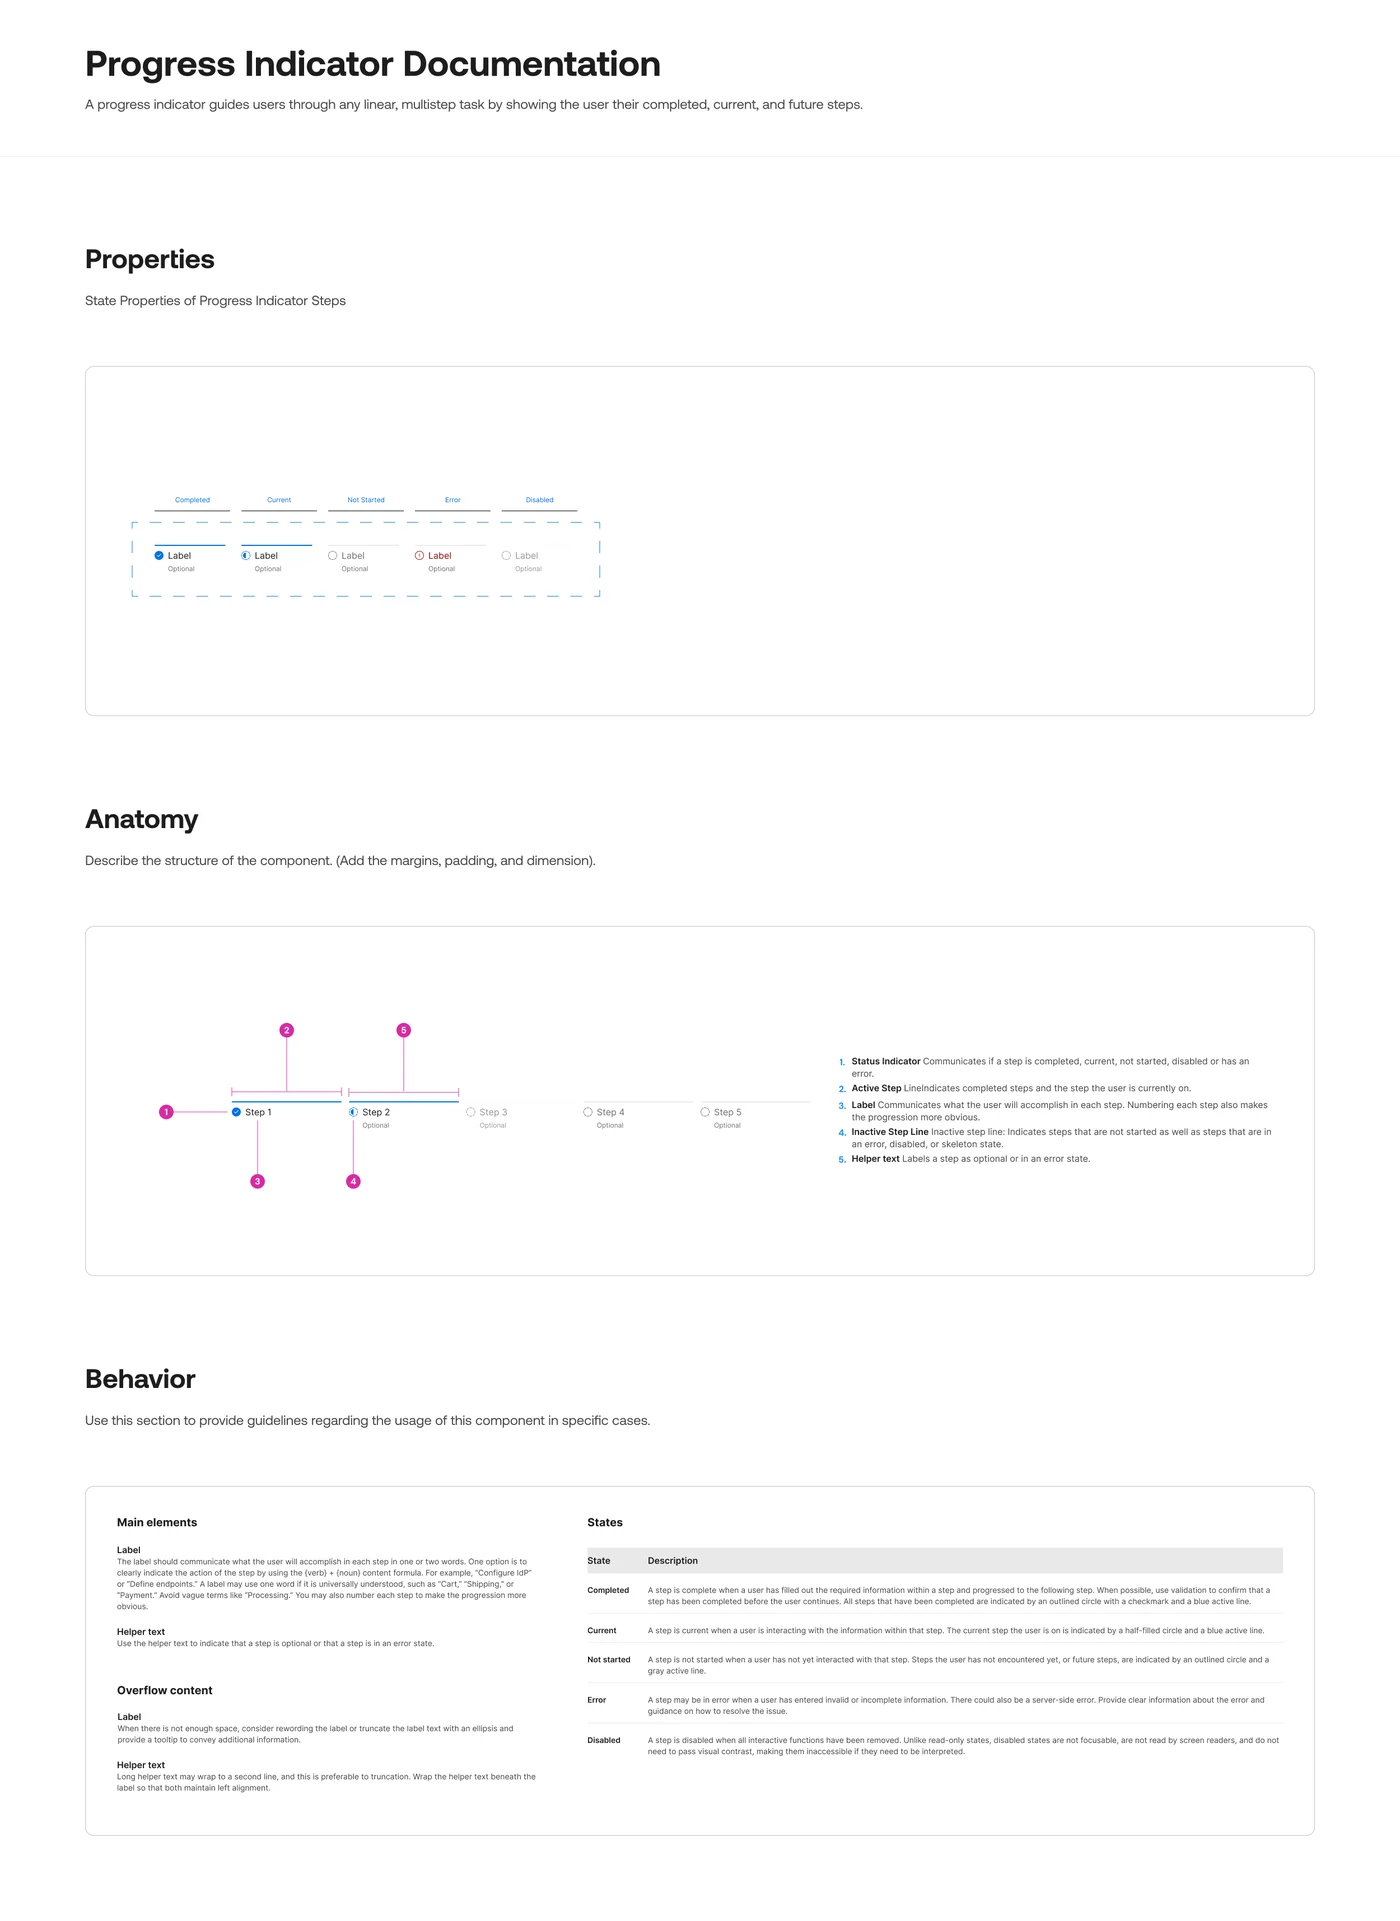 Progress Indicator Documentation
A progress indicator guides users through any linear, multistep task by showing the user their completed, current, and future steps.
Properties
State Properties of Progress Indicator Steps
Completed
Current
Not Started
Error
Disabled
Label
Label
Label
Label
Label
Optional
Optional
Optional
Optional
Optional
Anatomy
Describe the structure of the component. (Add the margins, padding, and dimension).
2
5
1
Step 1
Step 2
Step 3
Step 4
Step 5
Optional
Optional
Optional
Optional
3
4
1. Status Indicator Communicates if a step is completed, current, not started, disabled or has an
error.
2. Active Step LineIndicates completed steps and the step the user is currently on.
3. Label Communicates what the user will accomplish in each step. Numbering each step also makes
the progression more obvious.
4. Inactive Step Line Inactive step line: Indicates steps that are not started as well as steps that are in
an error, disabled, or skeleton state.
5. Helper text Labels a step as optional or in an error state.
Behavior
Use this section to provide guidelines regarding the usage of this component in specific cases.
Main elements
Label
The label should communicate what the user will accomplish in each step in one or two words. One option is to
clearly indicate the action of the step by using the {verb} + {noun} content formula. For example, "Configure IdP"
or "Define endpoints." A label may use one word if it is universally understood, such as "Cart," "Shipping," or
"Payment." Avoid vague terms like "Processing." You may also number each step to make the progression more
obvious.
Helper text
Use the helper text to indicate that a step is optional or that a step is in an error state.
Overflow content
Label
When there is not enough space, consider rewording the label or truncate the label text with an ellipsis and
provide a tooltip to convey additional information.
Helper text
Long helper text may wrap to a second line, and this is preferable to truncation. Wrap the helper text beneath the
label so that both maintain left alignment.
States
State Description
Completed A step is complete when a user has filled out the required information within a step and progressed to the following step. When possible, use validation to confirm that a
step has been completed before the user continues. All steps that have been completed are indicated by an outlined circle with a checkmark and a blue active line.
Current A step is current when a user is interacting with the information within that step. The current step the user is on is indicated by a half-filled circle and a blue active line.
Not started A step is not started when a user has not yet interacted with that step. Steps the user has not encountered yet, or future steps, are indicated by an outlined circle and a
gray active line.
Error A step may be in error when a user has entered invalid or incomplete information. There could also be a server-side error. Provide clear information about the error and
guidance on how to resolve the issue.
Disabled A step is disabled when all interactive functions have been removed. Unlike read-only states, disabled states are not focusable, are not read by screen readers, and do not
need to pass visual contrast, making them inaccessible if they need to be interpreted.